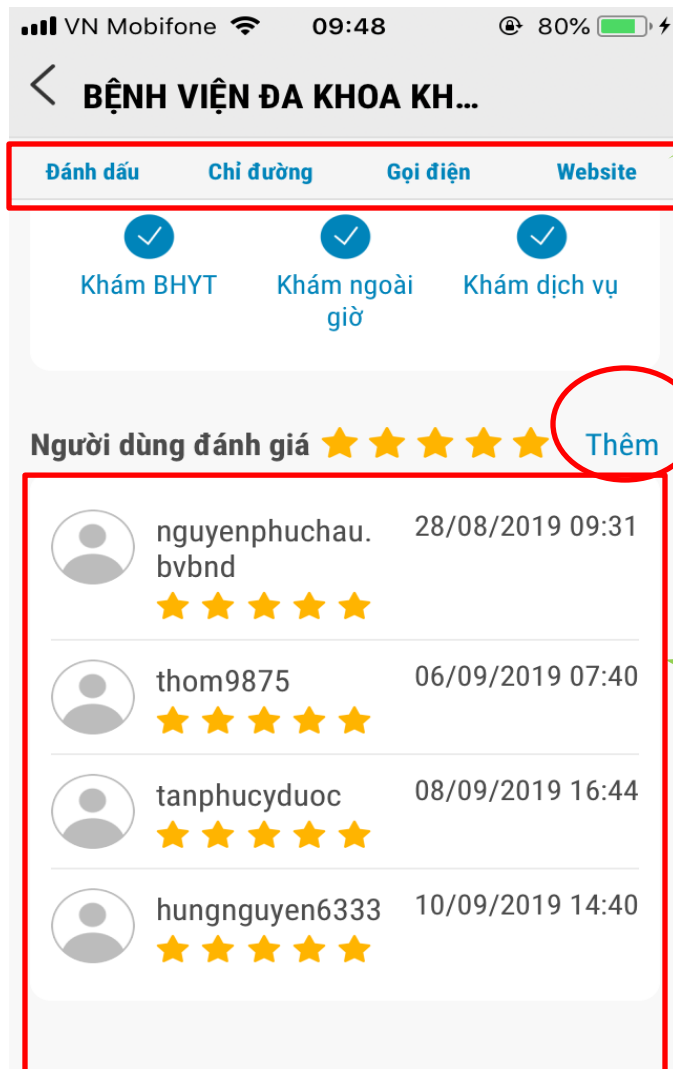 VN Mobifone 09:48 80%
BỆNH VIỆN ĐA KHOA KH...
Đánh dấu Chỉ đường Gọi điện Website
Khám BHYT Khám ngoài giờ Khám dịch vụ
Người dùng đánh giá Thêm
nguyenphuchau. 28/08/2019 09:31
bvbnd
thom9875 06/09/2019 07:40
tanphucyduoc 08/09/2019 16:44
hungnguyen6333 10/09/2019 14:40